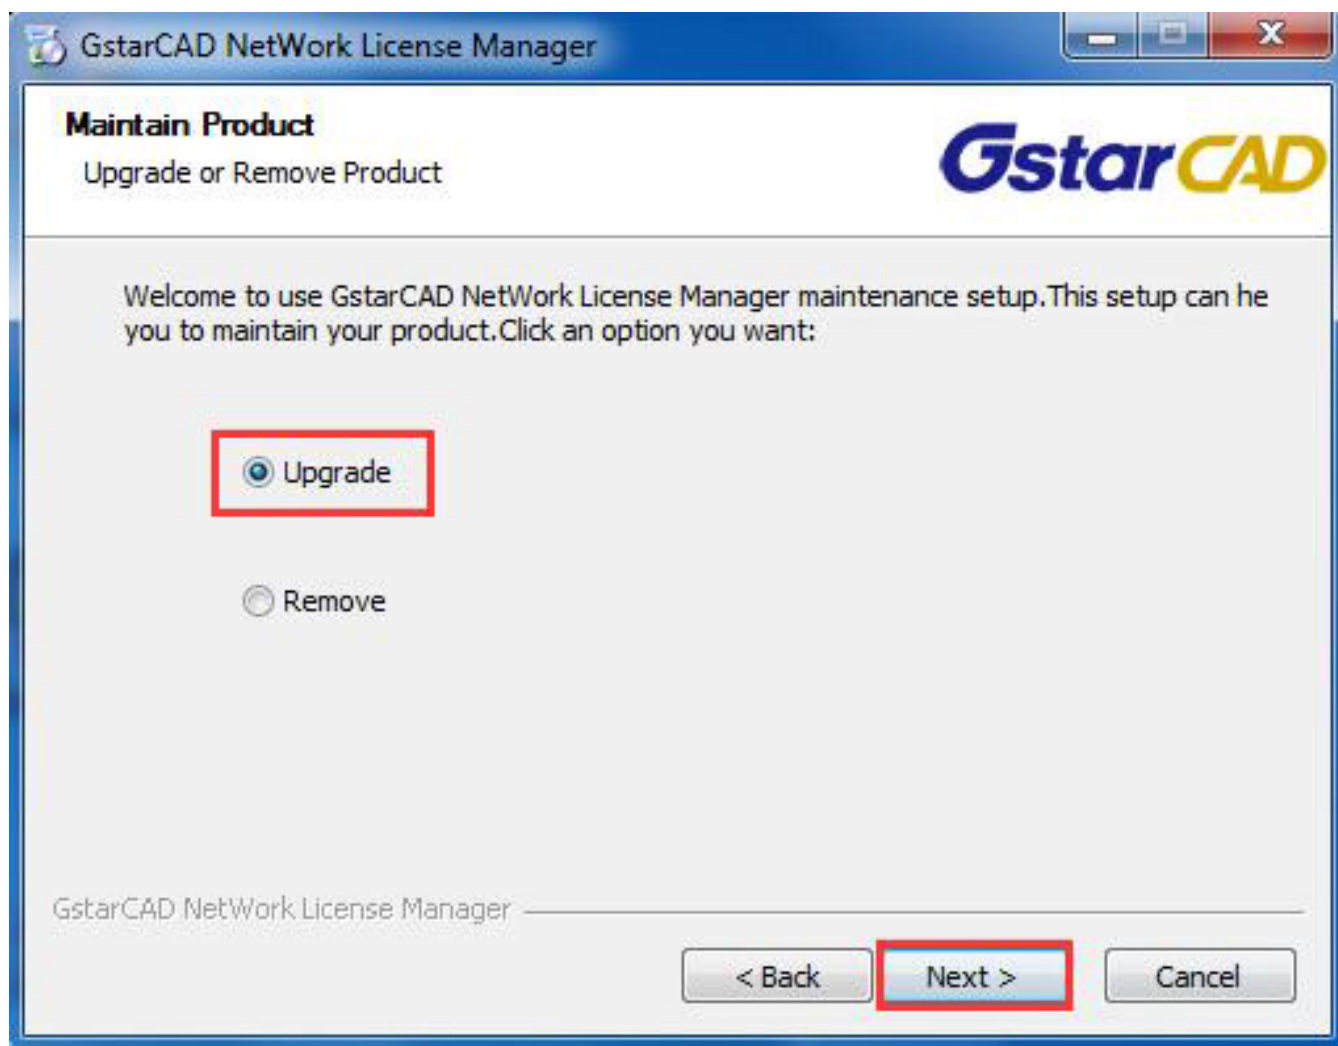 GstarCAD NetWork License Manager
Maintain Product
Upgrade or Remove Product
GstarCAD
Welcome to use GstarCAD NetWork License Manager maintenance setup.This setup can he
you to maintain your product.Click an option you want:
Upgrade
Remove
GstarCAD NetWork License Manager
< Back
Next >
Cancel